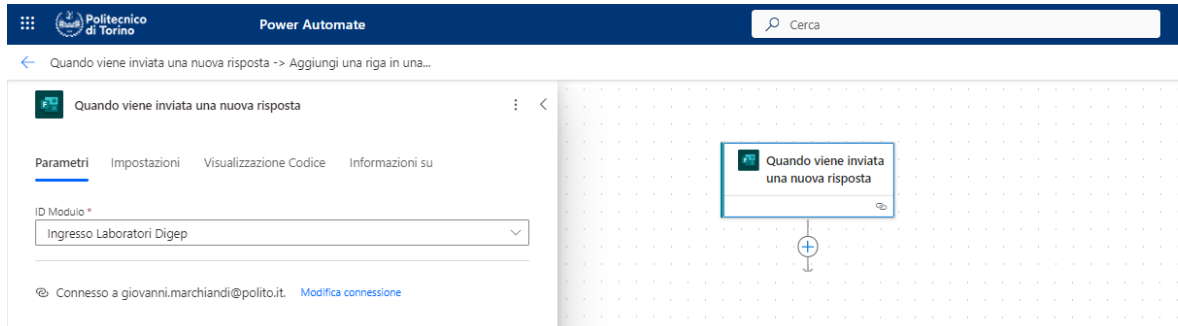 Politecnico
di Torino
Power Automate
Cerca
Quando viene inviata una nuova risposta -> Aggiungi una riga in una...
Quando viene inviata una nuova risposta
Parametri Impostazioni Visualizzazione Codice Informazioni su
ID Modulo *
Ingresso Laboratori Digep
Connesso a giovanni.marchiandi@polito.it. Modifica connessione
Quando viene inviata
una nuova risposta